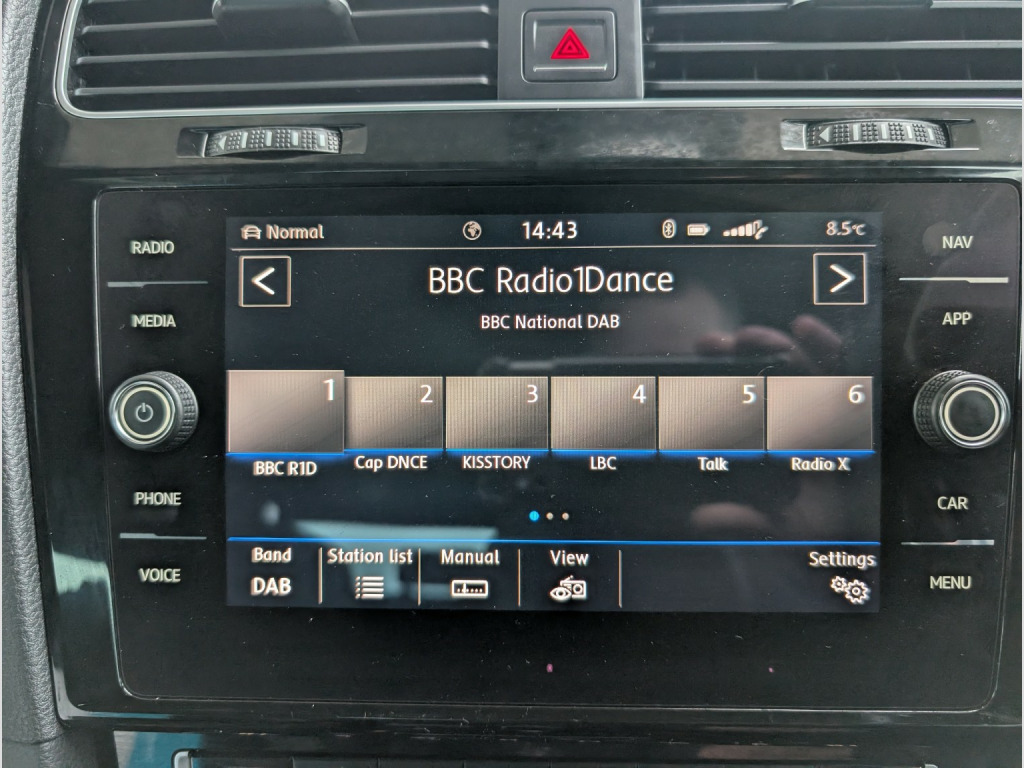 Normal 14:43 8.5°C
RADIO
NAV
BBC Radio1Dance
BBC National DAB
MEDIA
APP
1 2 3 4 5 6
BBC R1D Cap DNCE KISSTORY LBC Talk Radio X
PHONE
CAR
Band Station list Manual View Settings
DAB
VOICE
MENU